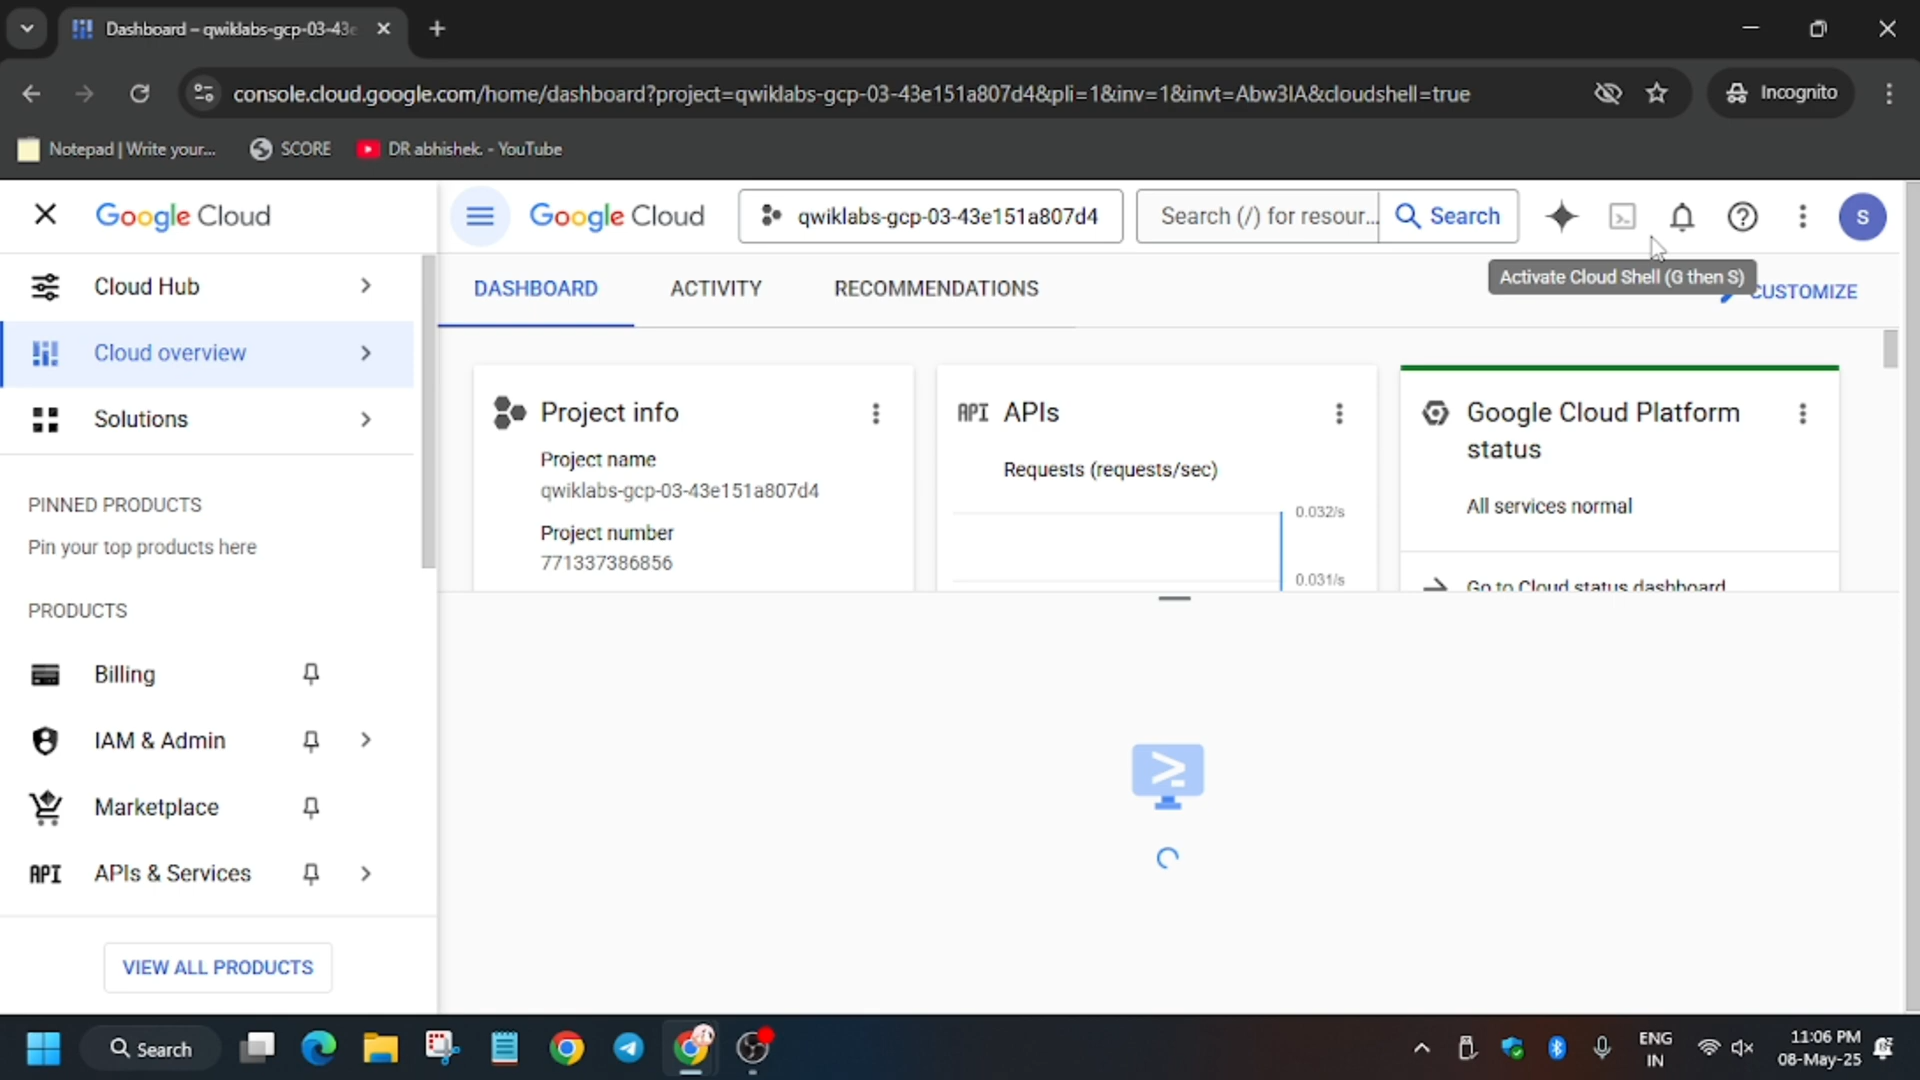 Dashboard – qwiklabs-gcp-03-43e
console.cloud.google.com/home/dashboard?project=qwiklabs-gcp-03-43e151a807d4&pli=1&inv=1&invt=Abw3IA&cloudshell=true
Incognito
Notepad | Write your...
SCORE
DR abhishek. - YouTube
Google Cloud
Google Cloud
qwiklabs-gcp-03-43e151a807d4
Search (/) for resour...
Search
S
Cloud Hub
DASHBOARD
ACTIVITY
RECOMMENDATIONS
Activate Cloud Shell (G then S)
CUSTOMIZE
Cloud overview
Solutions
PINNED PRODUCTS
Pin your top products here
PRODUCTS
Billing
IAM & Admin
Marketplace
API
APIs & Services
VIEW ALL PRODUCTS
Project info
Project name
qwiklabs-gcp-03-43e151a807d4
Project number
771337386856
API
APIs
Requests (requests/sec)
0.032/s
0.031/s
Google Cloud Platform
status
All services normal
Go to Cloud status dashboard
Search
ENG
IN
11:06 PM
08-May-25